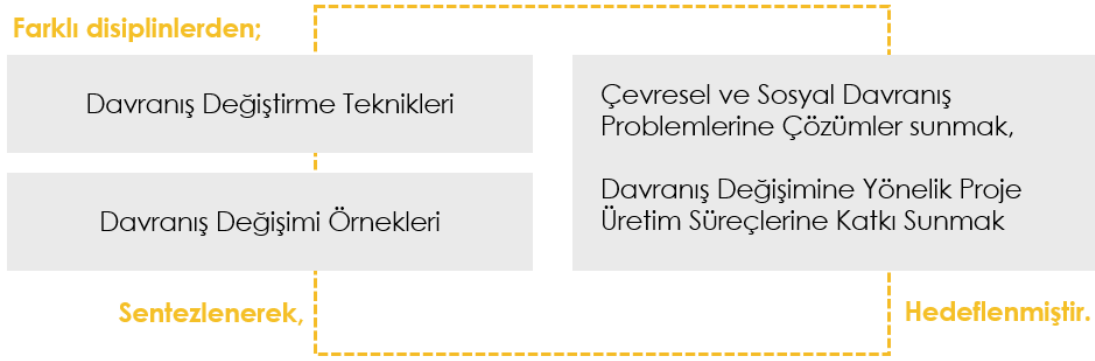 Farklı disiplinlerden;
Davranış Değiştirme Teknikleri
Davranış Değişimi Örnekleri
Sentezlenerek,
Çevresel ve Sosyal Davranış
Problemlerine Çözümler sunmak,
Davranış Değişimine Yönelik Proje
Üretim Süreçlerine Katkı Sunmak
Hedeflenmiştir.